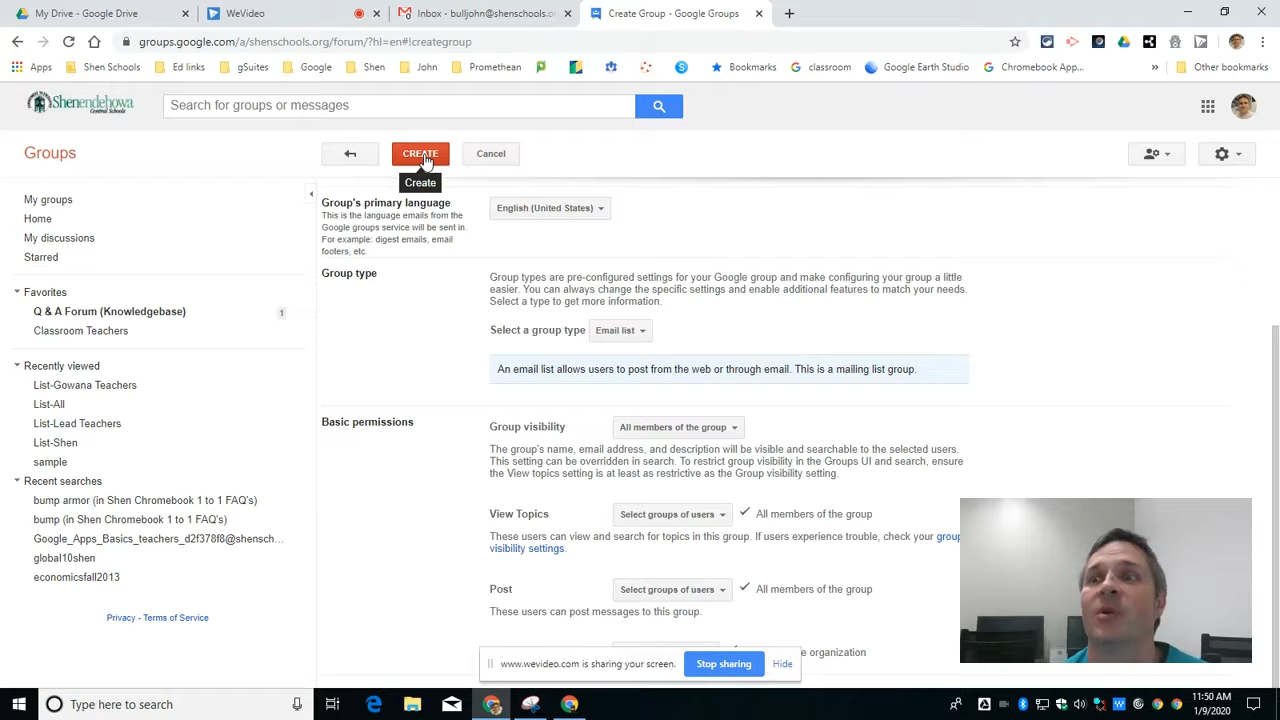 My Drive - Google Drive
WeVideo
Inbox - bulljohn@shenschools.c
Create Group - Google Groups
groups.google.com/a/shenschools.org/forum/?hl=en#!creategroup
Apps
Shen Schools
Ed links
gSuites
Google
Shen
John
Promethean
Bookmarks
classroom
Google Earth Studio
Chromebook App...
Other bookmarks
Shenendehowa
Central Schools
Search for groups or messages
Groups
CREATE
Cancel
Create
My groups
Home
My discussions
Starred
Favorites
Q & A Forum (Knowledgebase)
1
Classroom Teachers
Recently viewed
List-Gowana Teachers
List-All
List-Lead Teachers
List-Shen
sample
Recent searches
bump armor (in Shen Chromebook 1 to 1 FAQ's)
bump (in Shen Chromebook 1 to 1 FAQ's)
Google_Apps_Basics_teachers_d2f378f8@shensch...
global10shen
economicsfall2013
Privacy - Terms of Service
Group's primary language
This is the language emails from the
Google groups service will be sent in.
For example: digest emails, email
footers, etc.
English (United States)
Group type
Group types are pre-configured settings for your Google group and make configuring your group a little
easier. You can always change the specific settings and enable additional features to match your needs.
Select a type to get more information.
Select a group type
Email list
An email list allows users to post from the web or through email. This is a mailing list group.
Basic permissions
Group visibility
All members of the group
The group's name, email address, and description will be visible and searchable to the selected users.
This setting can be overridden in search. To restrict group visibility in the Groups UI and search, ensure
the View topics setting is at least as restrictive as the Group visibility setting.
View Topics
Select groups of users
All members of the group
These users can view and search for topics in this group. If users experience trouble, check your group
visibility settings.
Post
Select groups of users
All members of the group
These users can post messages to this group.
e organization
www.wevideo.com is sharing your screen.
Stop sharing
Hide
Type here to search
11:50 AM
1/9/2020